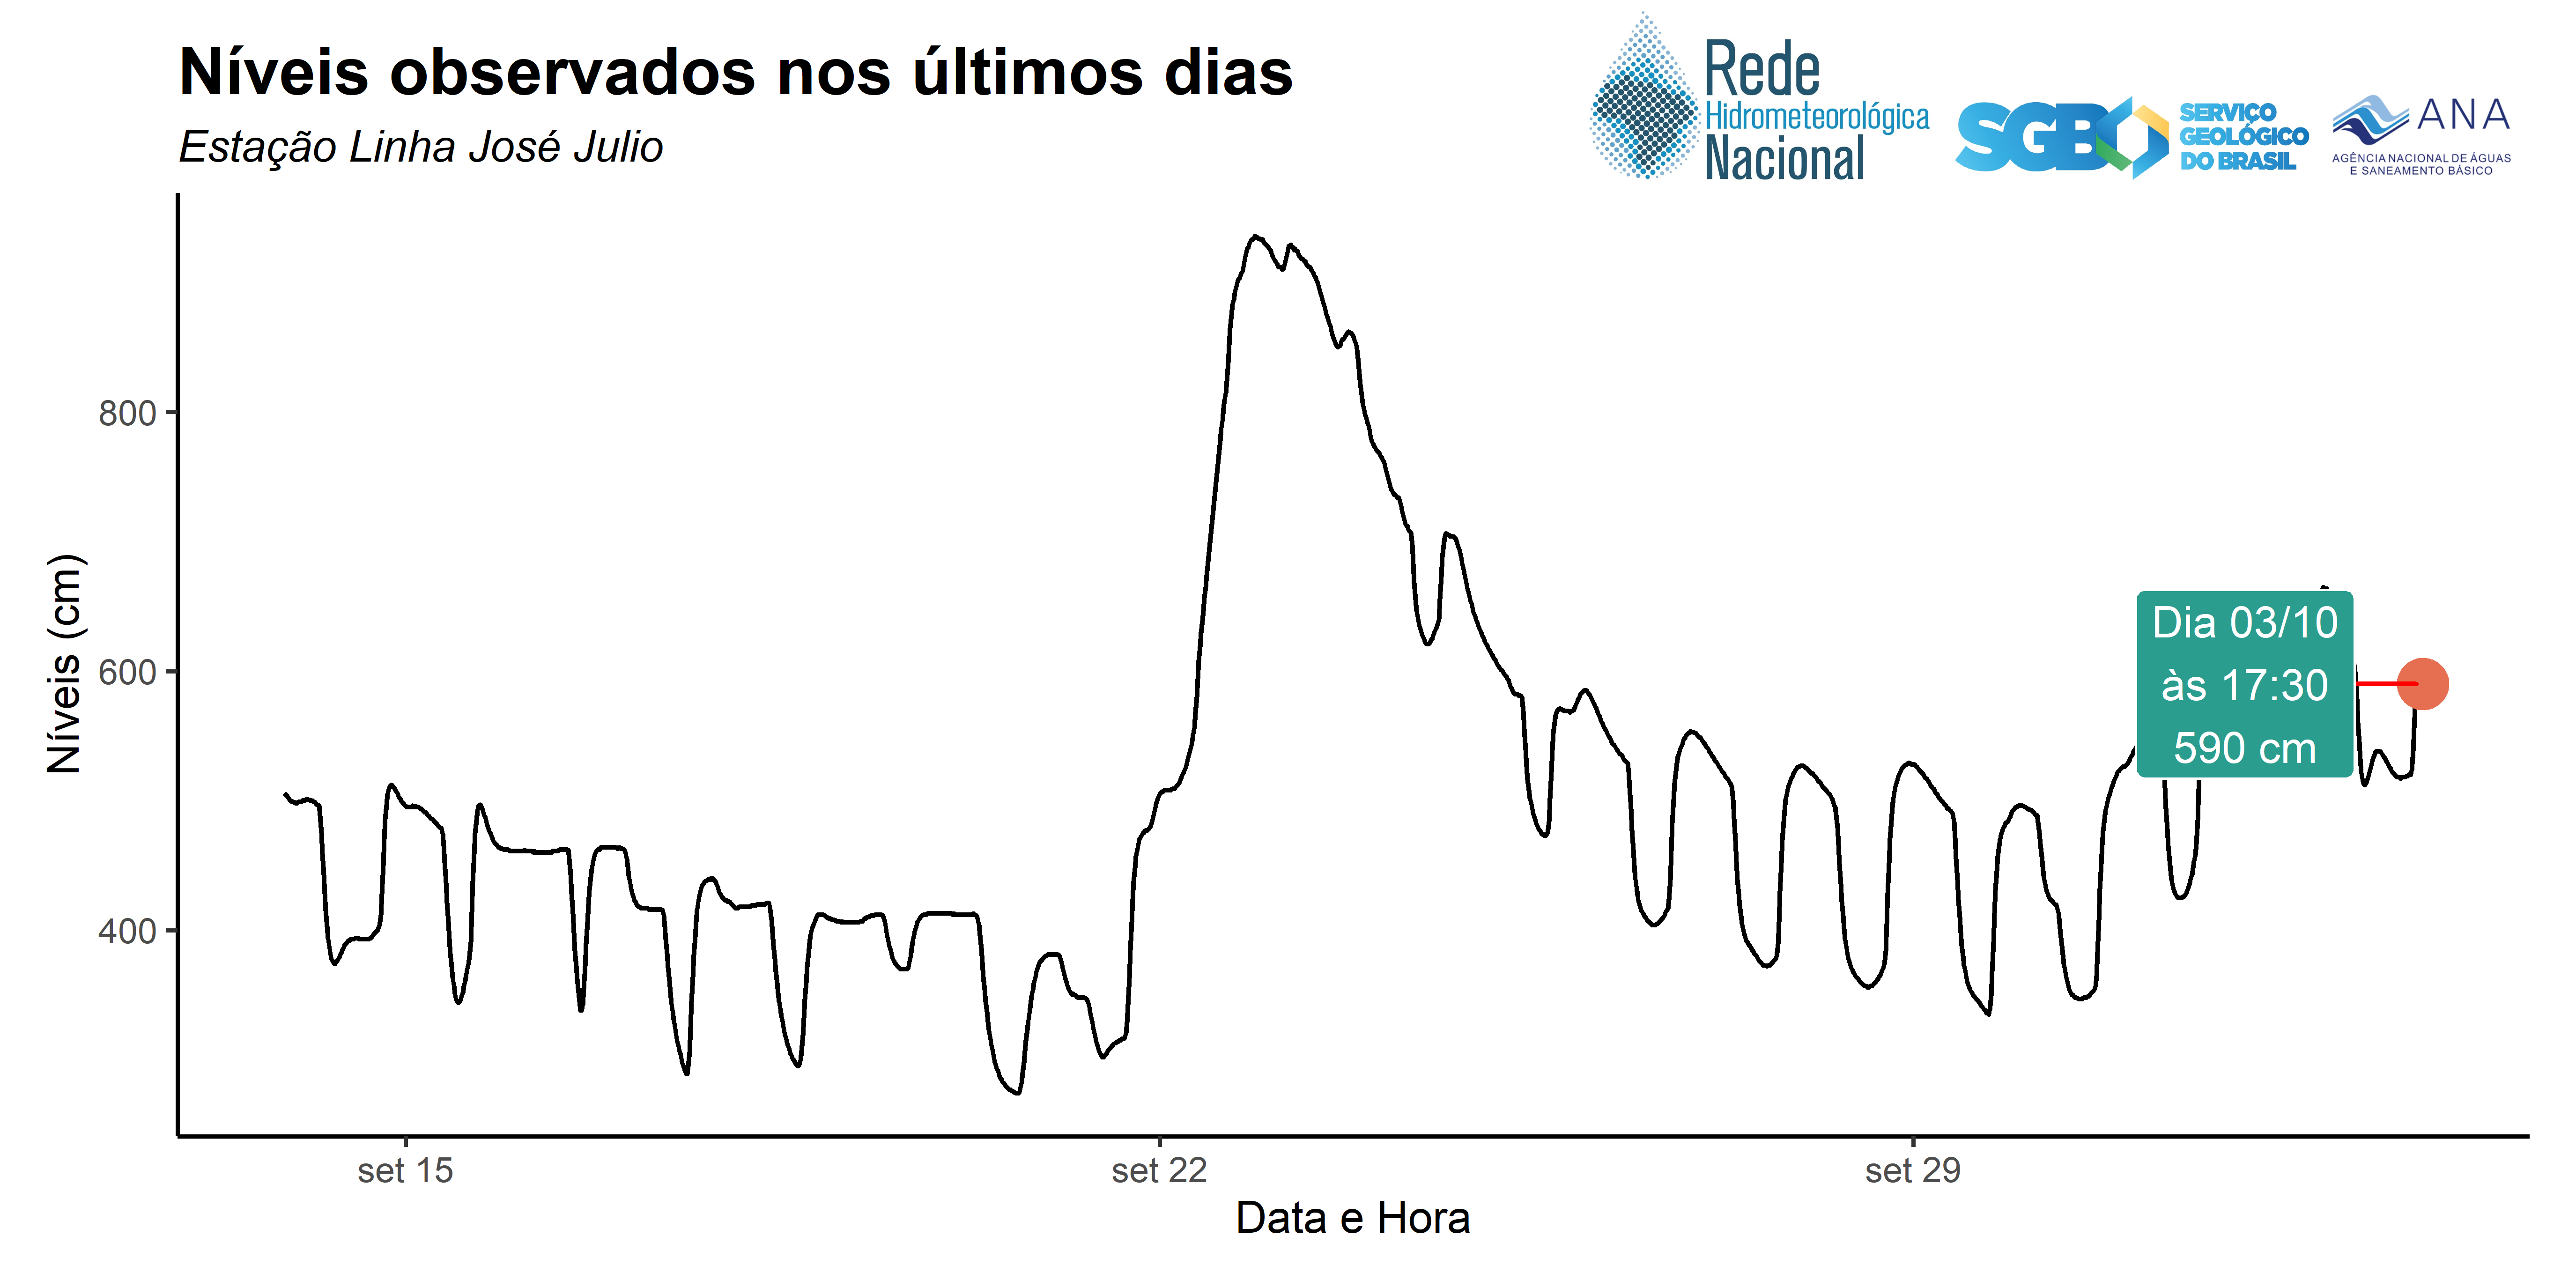 Níveis observados nos últimos dias
Estação Linha José Julio
Rede
Hidrometeorológica
Nacional
SGB
SERVIÇO
GEOLÓGICO
DO BRASIL
ANA
AGÊNCIA NACIONAL DE ÁGUAS
E SANEAMENTO BÁSICO
Níveis (cm)
800
600
400
Dia 03/10
às 17:30
590 cm
set 15
set 22
set 29
Data e Hora